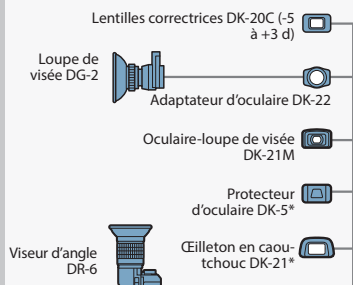 Lentilles correctrices DK-20C (-5
à +3 d)
Loupe de
visée DG-2
Adaptateur d'oculaire DK-22
Oculaire-loupe de visée
DK-21M
Protecteur
d'oculaire DK-5*
Viseur d'angle
DR-6
Œilleton en caou-
tchouc DK-21*